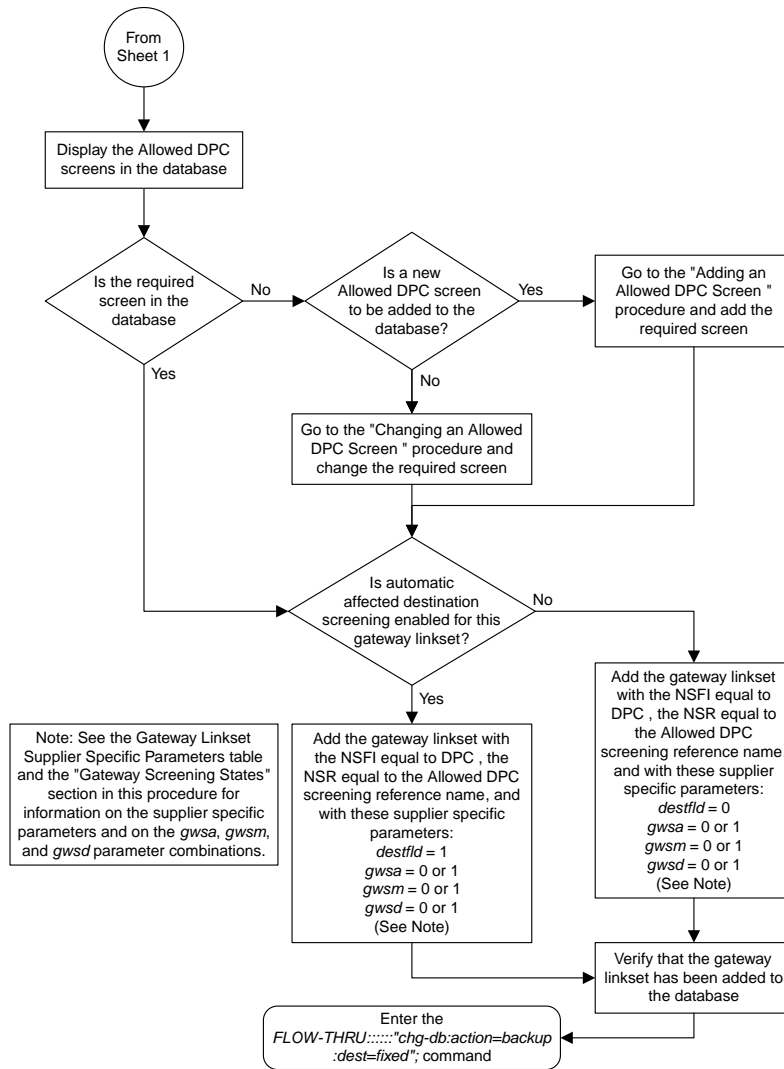 From
Sheet 1
Display the Allowed DPC
screens in the database
Is the required
screen in the
database
No
Is a new
Allowed DPC screen
to be added to the
database?
Yes
Go to the "Adding an
Allowed DPC Screen "
procedure and add the
required screen
Yes
No
Go to the "Changing an Allowed
DPC Screen " procedure and
change the required screen
Is automatic
affected destination
screening enabled for this
gateway linkset?
No
Yes
Note: See the Gateway Linkset
Supplier Specific Parameters table
and the "Gateway Screening States"
section in this procedure for
information on the supplier specific
parameters and on the gwsa, gwsm,
and gwsd parameter combinations.
Add the gateway linkset with
the NSFI equal to DPC , the
NSR equal to the Allowed DPC
screening reference name, and
with these supplier specific
parameters:
destfld = 1
gwsa = 0 or 1
gwsm = 0 or 1
gwsd = 0 or 1
(See Note)
Add the gateway linkset
with the NSFI equal to
DPC , the NSR equal to
the Allowed DPC
screening reference name
and with these supplier
specific parameters:
destfld = 0
gwsa = 0 or 1
gwsm = 0 or 1
gwsd = 0 or 1
(See Note)
Verify that the gateway
linkset has been added to
the database
Enter the
FLOW-THRU::::::"chg-db:action=backup
:dest=fixed"; command